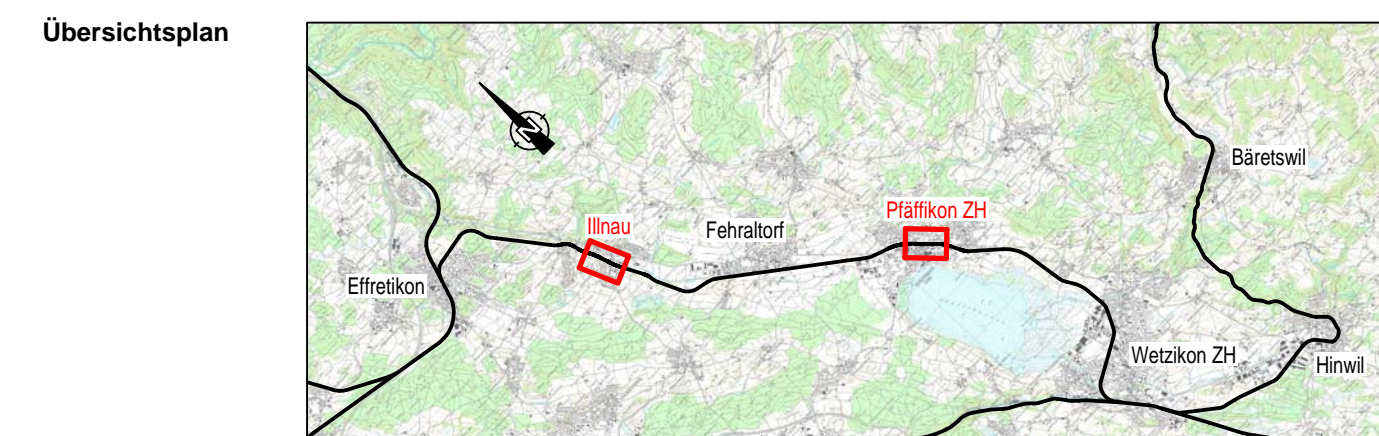 Übersichtsplan
N
Bäretswil
Pfäffikon ZH
Illnau
Fehraltorf
Effretikon
Wetzikon ZH
Hinwil